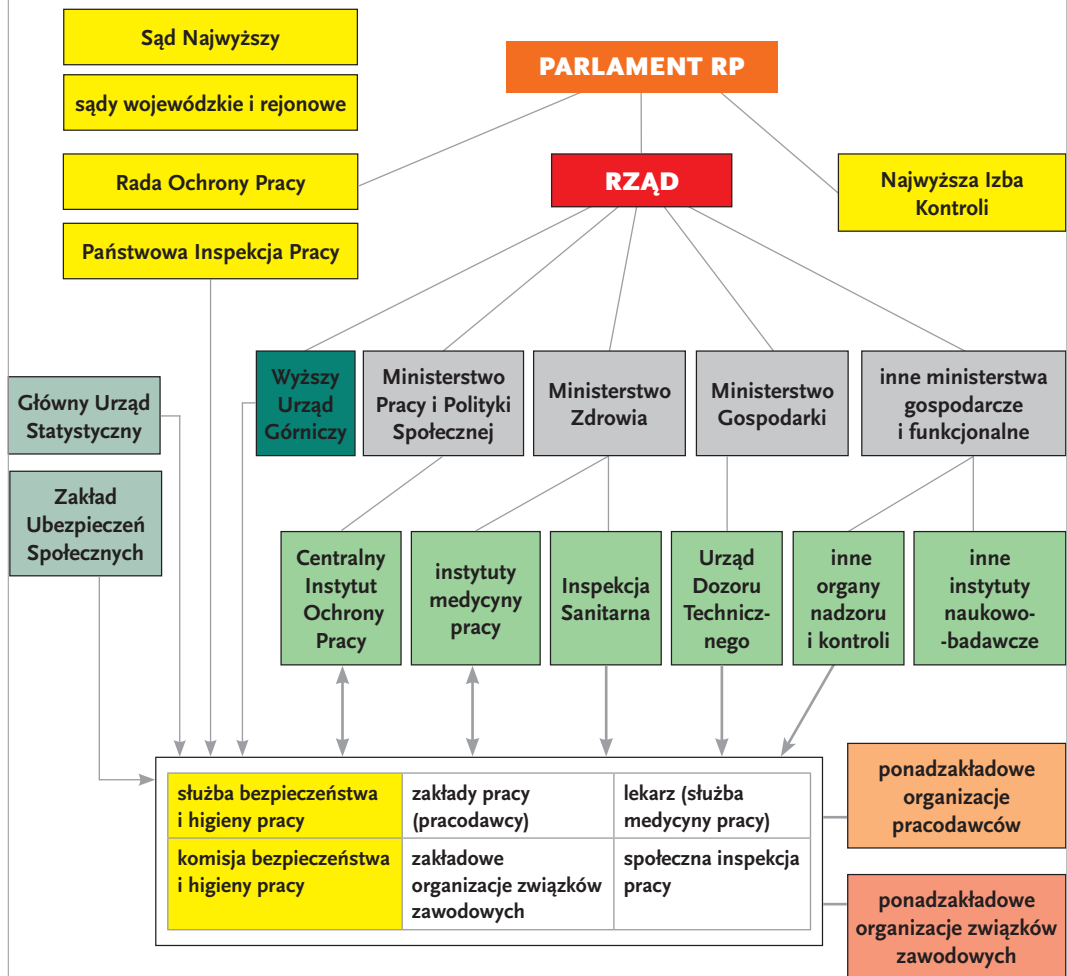 Sąd Najwyższy
sądy wojewódzkie i rejonowe
PARLAMENT RP
Rada Ochrony Pracy
RZĄD
Najwyższa Izba
Kontroli
Państwowa Inspekcja Pracy
Główny Urząd
Statystyczny
Zakład
Ubezpieczeń
Społecznych
Wyższy
Urząd
Górniczy
Ministerstwo
Pracy i Polityki
Społecznej
Ministerstwo
Zdrowia
Ministerstwo
Gospodarki
inne ministerstwa
gospodarcze
i funkcjonalne
Centralny
Instytut
Ochrony
Pracy
instytuty
medycyny
pracy
Inspekcja
Sanitarna
Urząd
Dozoru
Technicz-
nego
inne
organy
nadzoru
i kontroli
inne
instytuty
naukowo-
-badawcze
służba bezpieczeństwa
i higieny pracy
zakłady pracy
(pracodawcy)
lekarz (służba
medycyny pracy)
komisja bezpieczeństwa
i higieny pracy
zakładowe
organizacje związków
zawodowych
społeczna inspekcja
pracy
ponadzakładowe
organizacje
pracodawców
ponadzakładowe
organizacje związków
zawodowych